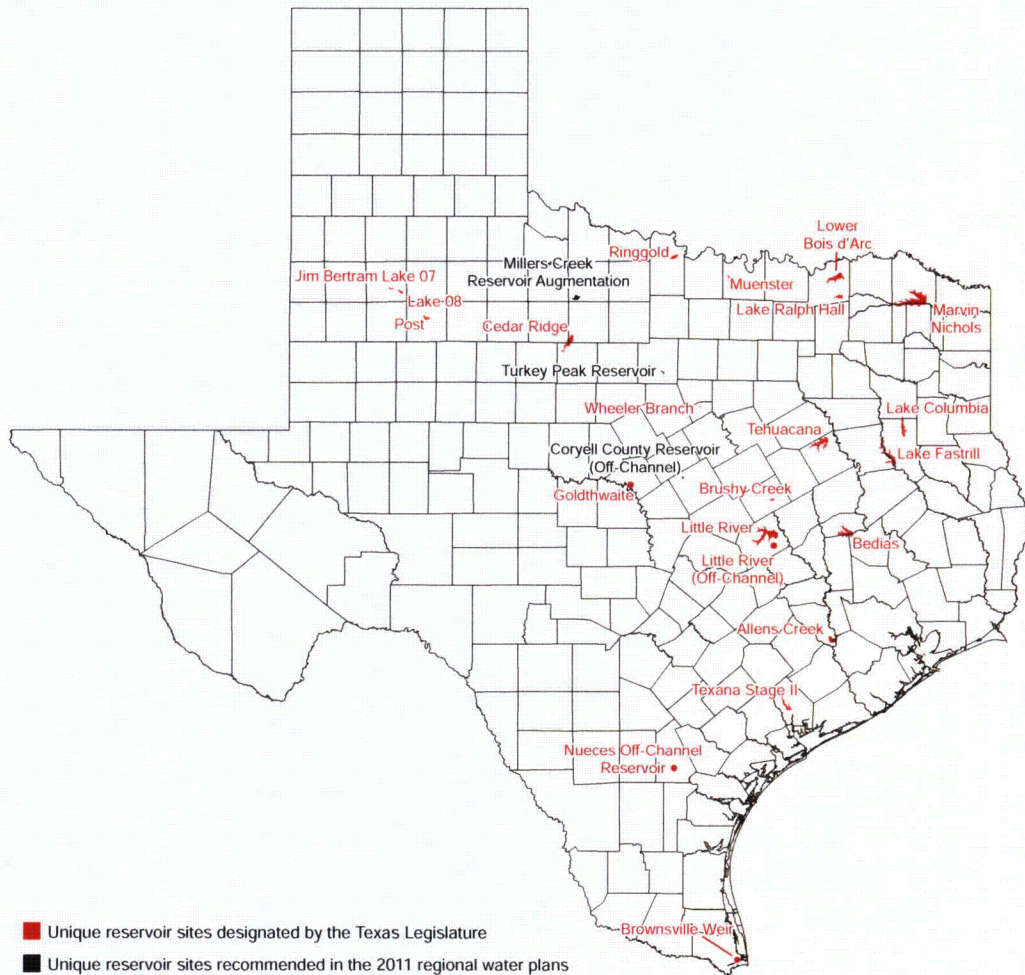 Lower
Bois d'Arc
Ringgold
Millers Creek
Reservoir Augmentation
Jim Bertram Lake 07
Muenster
Lake 08
Lake Ralph Hall
Marvin
Nichols
Post
Cedar Ridge
Turkey Peak Reservoir
Wheeler Branch
Lake Columbia
Tehuacana
Coryell County Reservoir
(Off-Channel)
Lake Fastrill
Goldthwaite
Brushy Creek
Little River
Bedias
Little River
(Off-Channel)
Allens Creek
Texana Stage II
Nueces Off-Channel
Reservoir
Brownsville Weir
Unique reservoir sites designated by the Texas Legislature
Unique reservoir sites recommended in the 2011 regional water plans